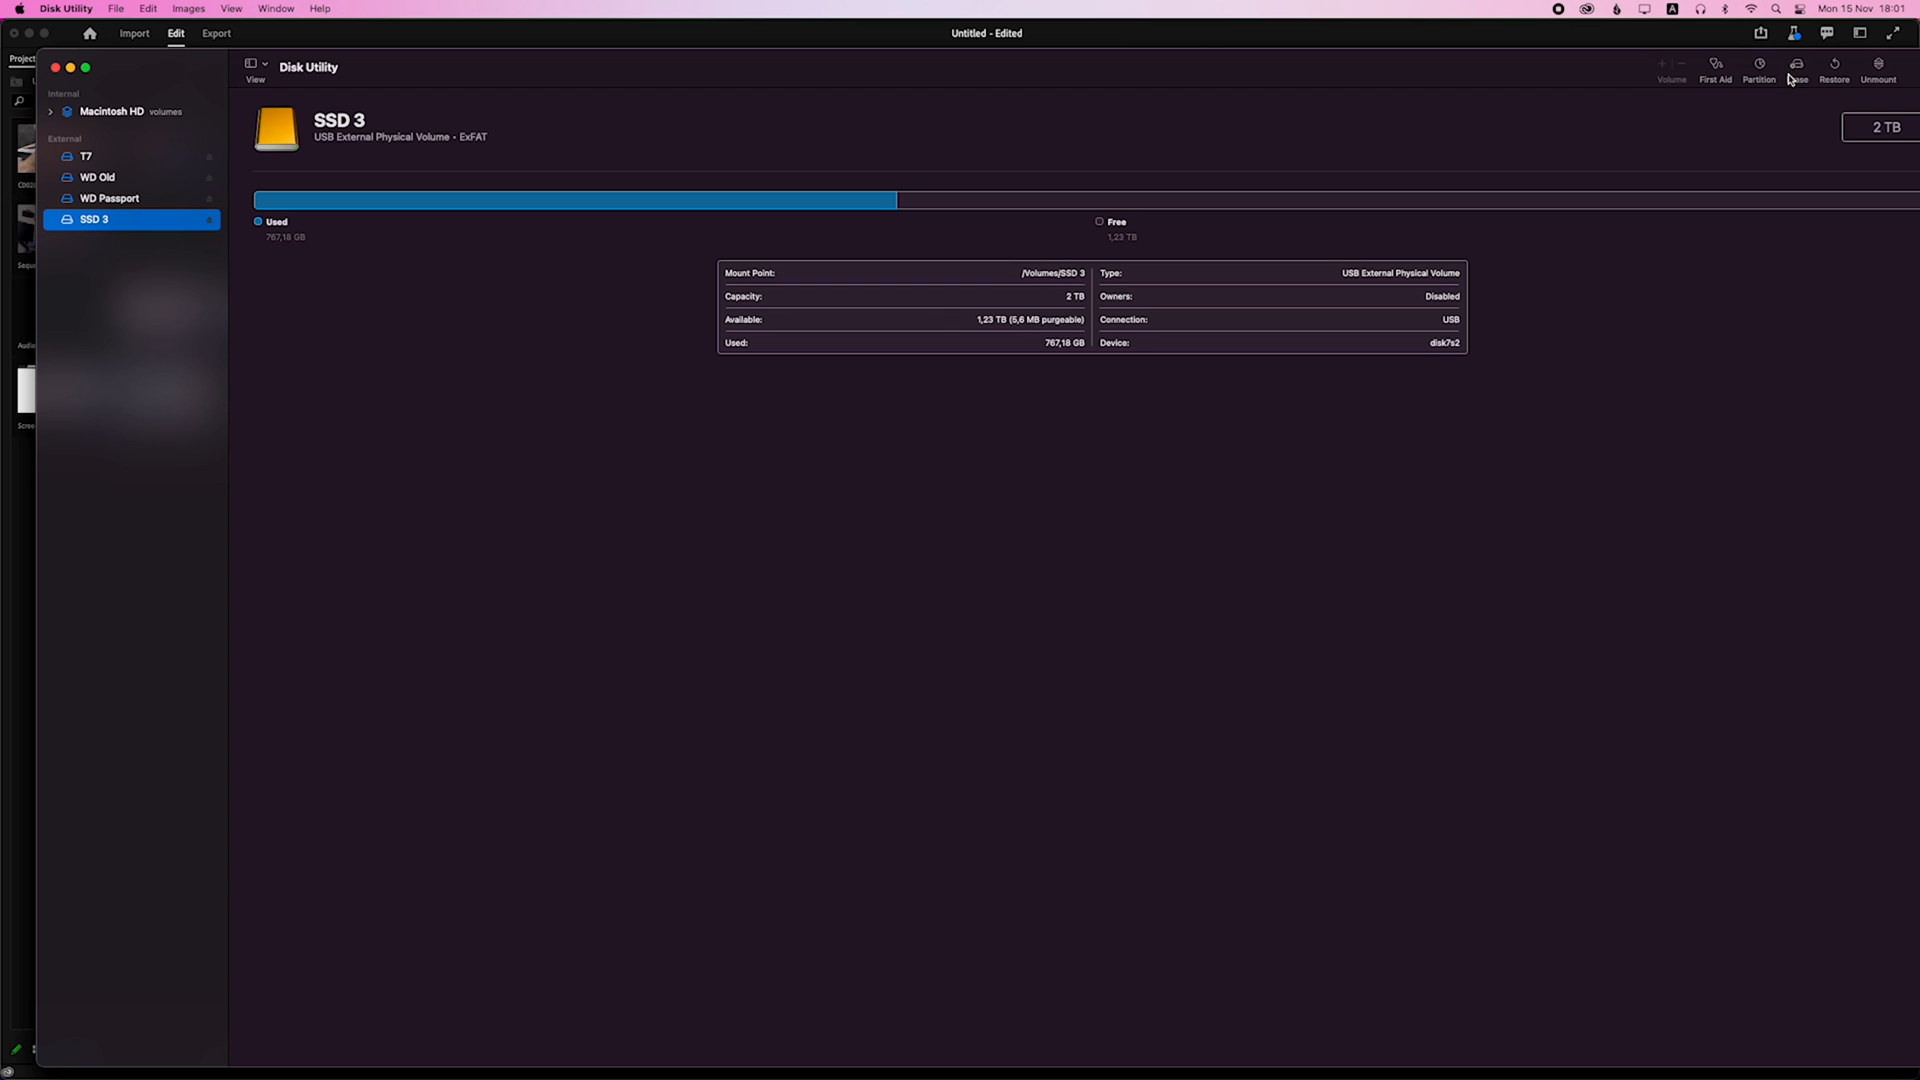 Disk Utility File Edit Images View Window Help
A
Mon 15 Nov 18:01
Import Edit Export
Untitled - Edited
Project
Disk Utility
View
Volume First Aid Partition Restore Unmount
Internal
Macintosh HD volumes
External
T7
WD Old
WD Passport
SSD 3
SSD 3
USB External Physical Volume • ExFAT
2 TB
Used
767,18 GB
Free
1,23 TB
Mount Point: /Volumes/SSD 3 Type: USB External Physical Volume
Capacity: 2 TB Owners: Disabled
Available: 1,23 TB (5,6 MB purgeable) Connection: USB
Used: 767,18 GB Device: disk7s2
Audio